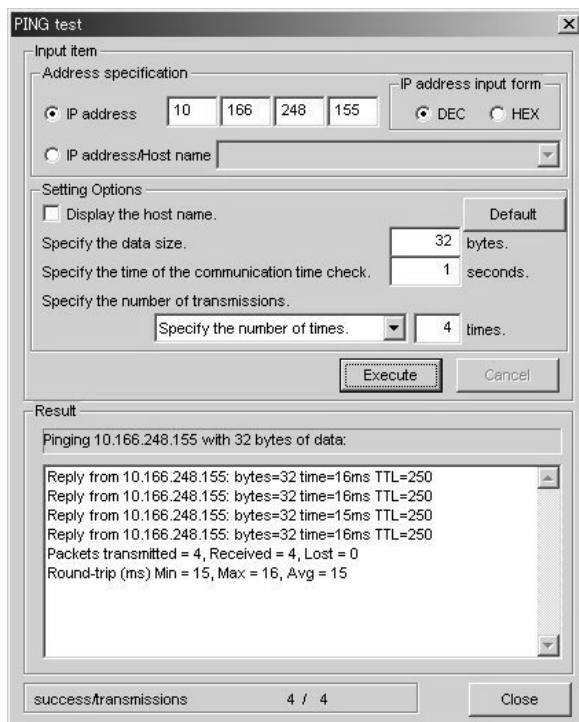 PING test
Input item
Address specification
IP address 10 166 248 155
IP address input form
DEC HEX
IP address/Host name
Setting Options
Display the host name.
Default
Specify the data size. 32 bytes.
Specify the time of the communication time check. 1 seconds.
Specify the number of transmissions.
Specify the number of times. 4 times.
Execute Cancel
Result
Pinging 10.166.248.155 with 32 bytes of data:
Reply from 10.166.248.155: bytes=32 time=16ms TTL=250
Reply from 10.166.248.155: bytes=32 time=16ms TTL=250
Reply from 10.166.248.155: bytes=32 time=15ms TTL=250
Reply from 10.166.248.155: bytes=32 time=16ms TTL=250
Packets transmitted = 4, Received = 4, Lost = 0
Round-trip (ms) Min = 15, Max = 16, Avg = 15
success/transmissions 4 / 4
Close